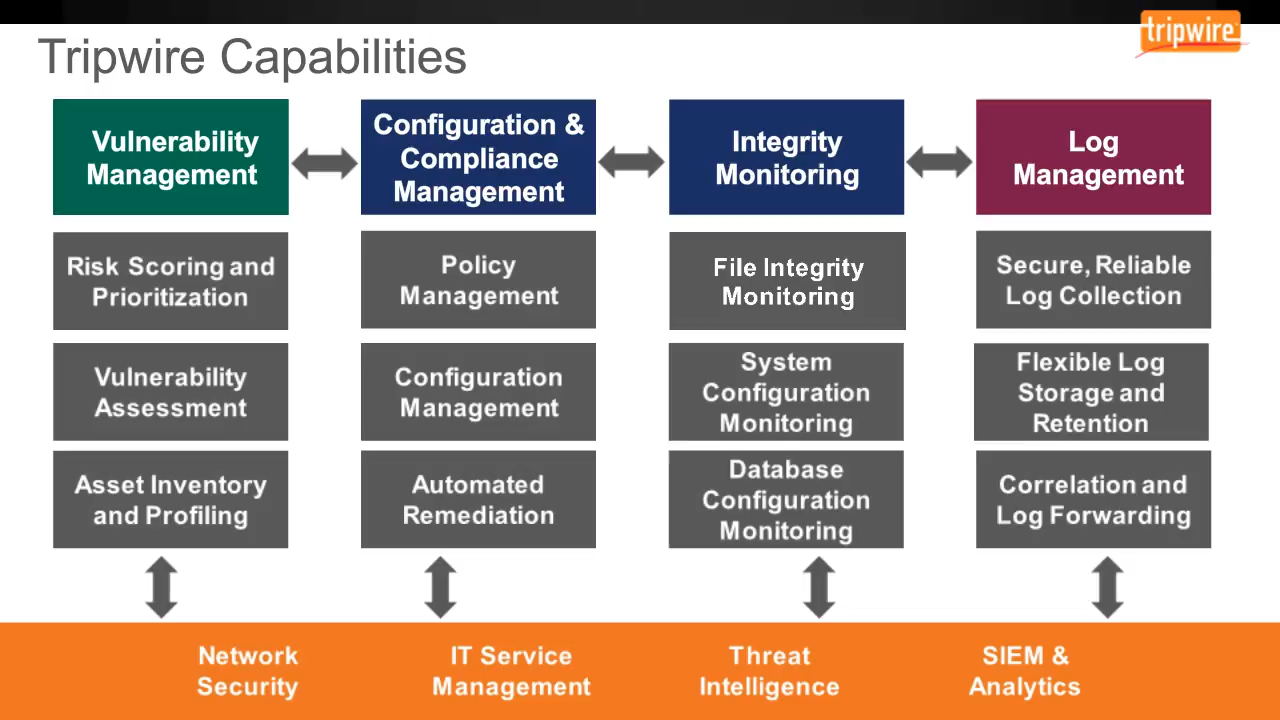 tripwire
Tripwire Capabilities
Vulnerability
Management
Configuration &
Compliance
Management
Integrity
Monitoring
Log
Management
Risk Scoring and
Prioritization
Policy
Management
File Integrity
Monitoring
Secure, Reliable
Log Collection
Vulnerability
Assessment
Configuration
Management
System
Configuration
Monitoring
Flexible Log
Storage and
Retention
Asset Inventory
and Profiling
Automated
Remediation
Database
Configuration
Monitoring
Correlation and
Log Forwarding
Network
Security
IT Service
Management
Threat
Intelligence
SIEM &
Analytics